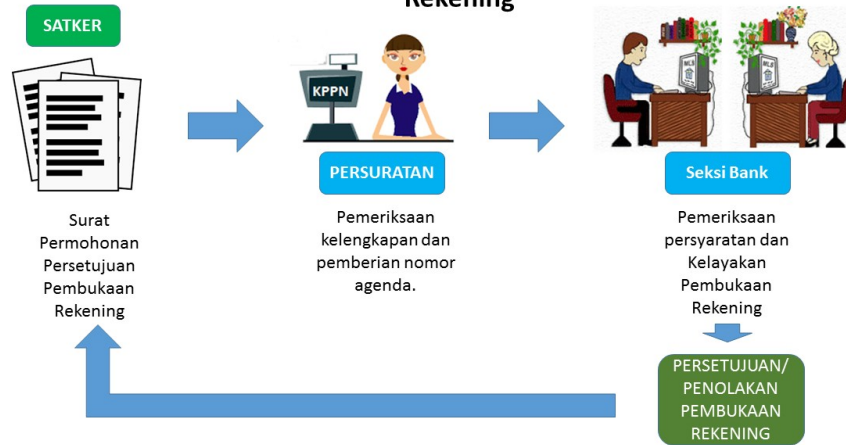 Rekening
SATKER
KPPN
PERSURATAN
Seksi Bank
Surat
Permohonan
Persetujuan
Pembukaan
Rekening
Pemeriksaan
kelengkapan dan
pemberian nomor
agenda.
Pemeriksaan
persyaratan dan
Kelayakan
Pembukaan
Rekening
PERSETUJUAN/
PENOLAKAN
PEMBUKAAN
REKENING